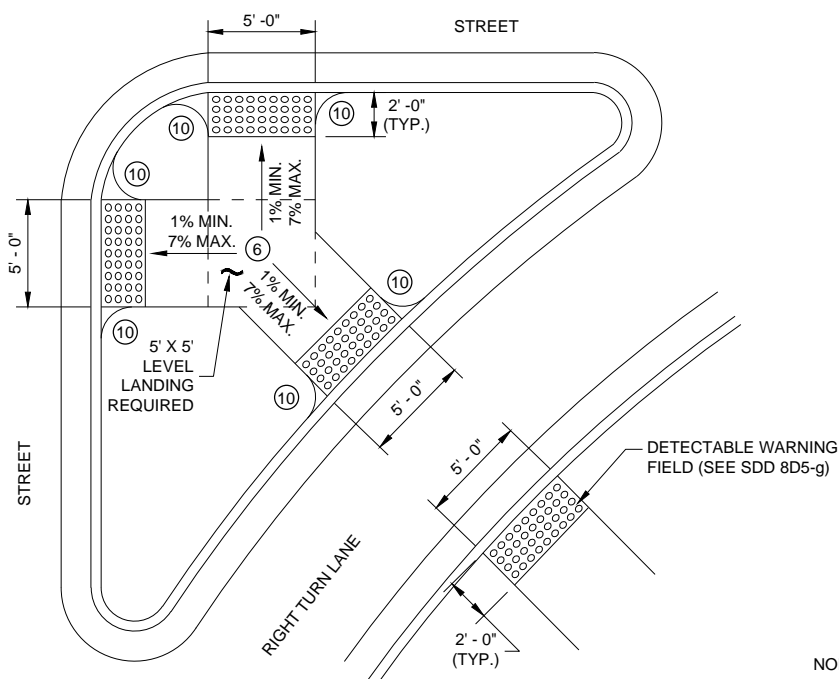 5' -0"
STREET
10
10
2' -0"
(TYP.)
10
1% MIN.
7% MAX.
1% MIN.
7% MAX.
5' - 0"
6
1% MIN.
7% MAX.
10
10
5' X 5'
LEVEL
LANDING
REQUIRED
10
5' - 0"
5' - 0"
DETECTABLE WARNING
FIELD (SEE SDD 8D5-g)
STREET
RIGHT TURN LANE
2' - 0"
(TYP.)
NO